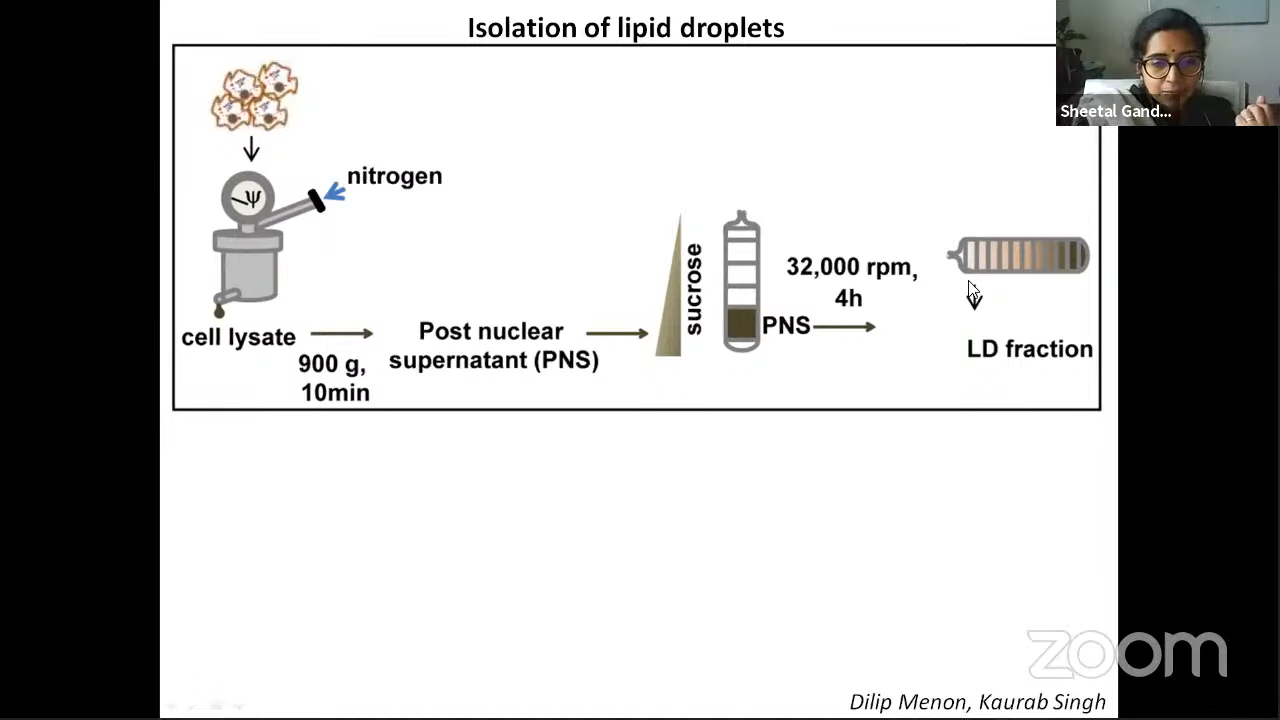 Isolation of lipid droplets
Sheetal Gand...
nitrogen
ψ
cell lysate
900 g,
10min
Post nuclear
supernatant (PNS)
sucrose
PNS
32,000 rpm,
4h
LD fraction
zoom
Dilip Menon, Kaurab Singh